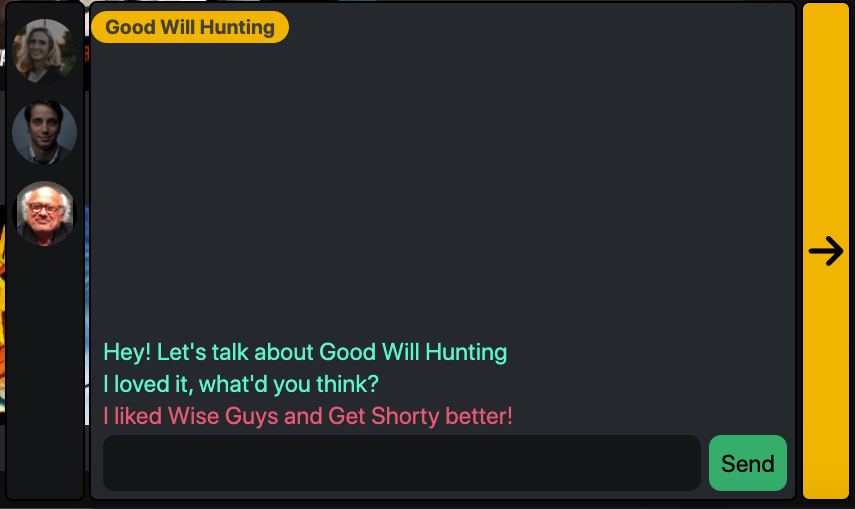 Good Will Hunting
Hey! Let's talk about Good Will Hunting
I loved it, what'd you think?
I liked Wise Guys and Get Shorty better!
Send